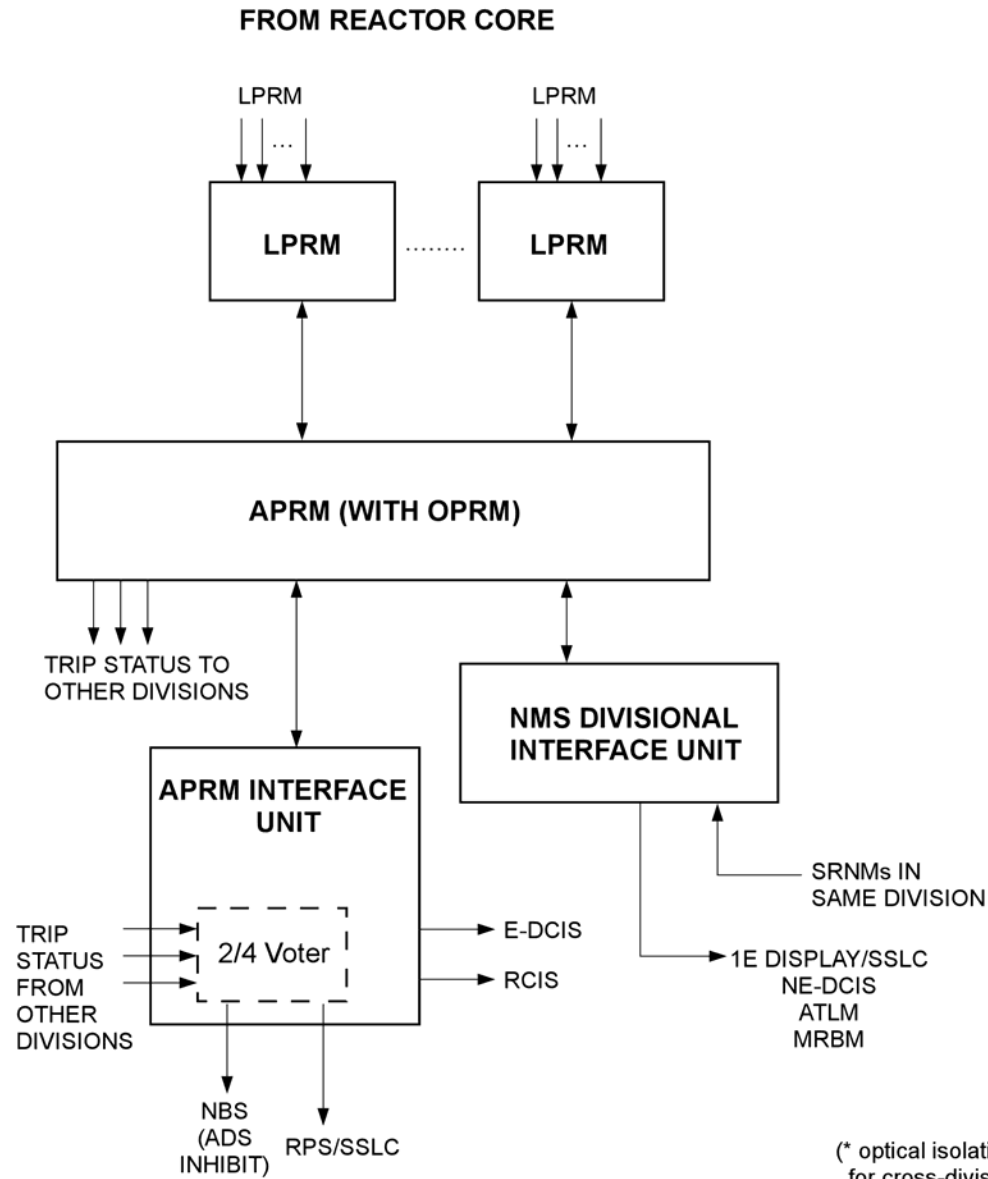 FROM REACTOR CORE
LPRM
LPRM
...
...
LPRM
........
LPRM
APRM (WITH OPRM)
TRIP STATUS TO
OTHER DIVISIONS
NMS DIVISIONAL
INTERFACE UNIT
APRM INTERFACE
UNIT
SRNMs IN
SAME DIVISION
TRIP
STATUS
FROM
OTHER
DIVISIONS
2/4 Voter
E-DCIS
RCIS
1E DISPLAY/SSLC
NE-DCIS
ATLM
MRBM
NBS
(ADS
INHIBIT)
RPS/SSLC
(* optical isolati
for cross-divis